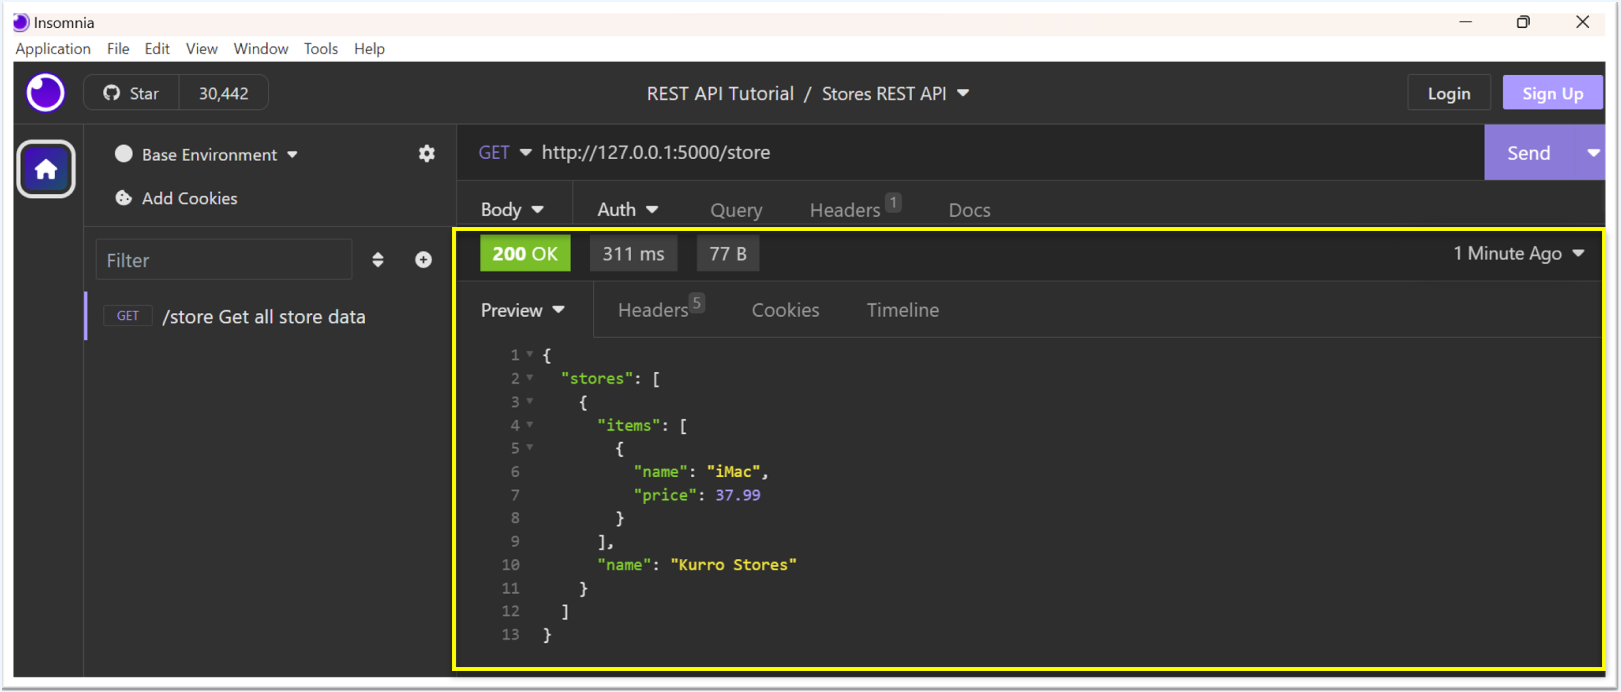 Insomnia
Application File Edit View Window Tools Help
Star 30,442 REST API Tutorial / Stores REST API Login Sign Up
Base Environment
GET http://127.0.0.1:5000/store Send
Add Cookies
Body Auth Query Headers 1 Docs
200 OK 311 ms 77 B 1 Minute Ago
Filter
Preview Headers 5 Cookies Timeline
GET /store Get all store data
1 {
2 "stores": [
3 {
4 "items": [
5 {
6 "name": "iMac",
7 "price": 37.99
8 }
9 ],
10 "name": "Kurro Stores"
11 }
12 ]
13 }